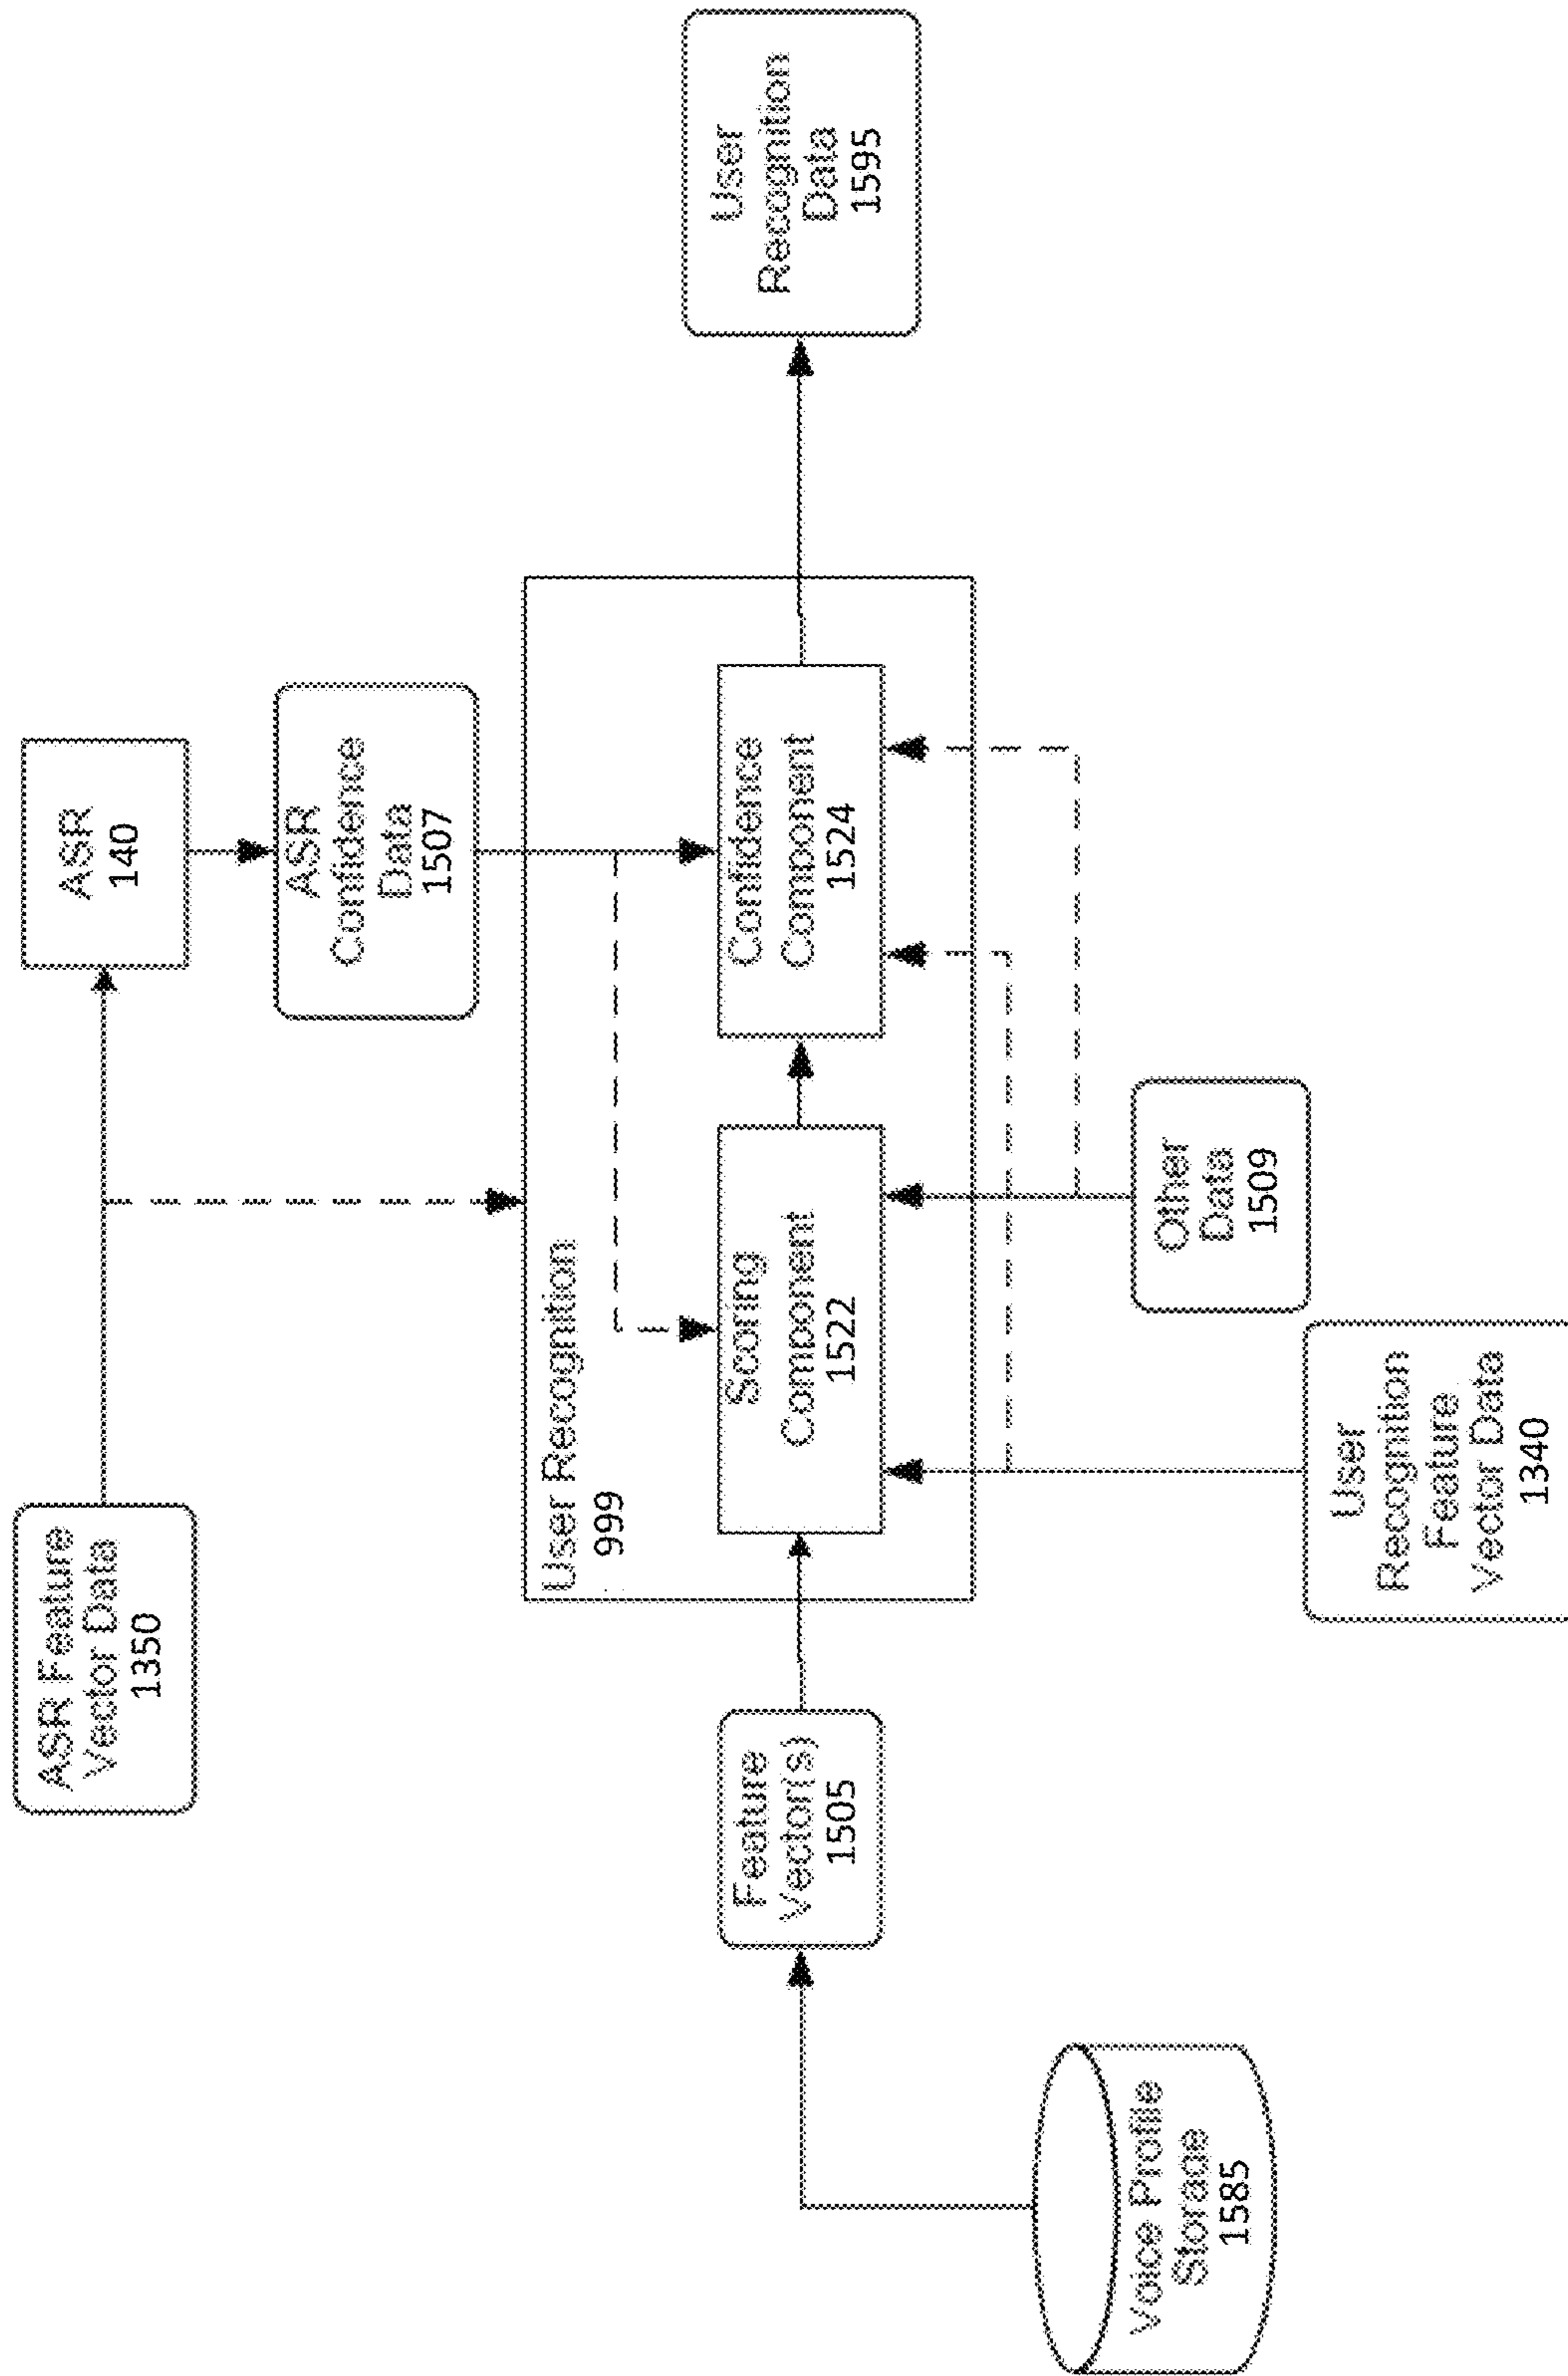 ASR Feature
Vector Data
1350
ASR
140
ASR
Confidence
Data
1507
User Recognition
999
Voice Profile
Storage
1585
Feature
Vector(s)
1505
Scoring
Component
1522
Confidence
Component
1524
User
Recognition
Data
1595
Other
Data
1509
User
Recognition
Feature
Vector Data
1340